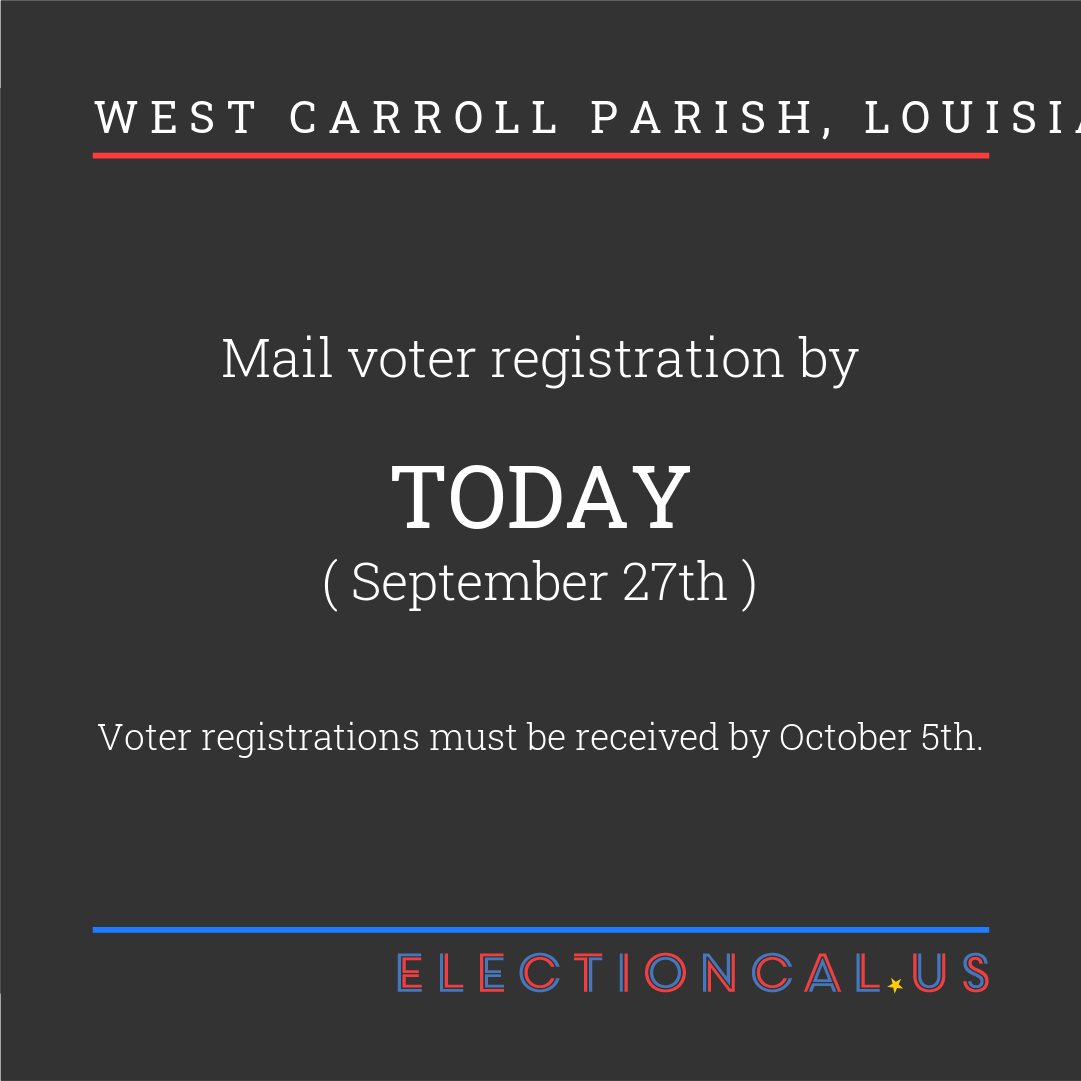 WEST CARROLL PARISH, LOUISIA
Mail voter registration by
TODAY
( September 27th )
Voter registrations must be received by October 5th.
ELECTIONCAL.US